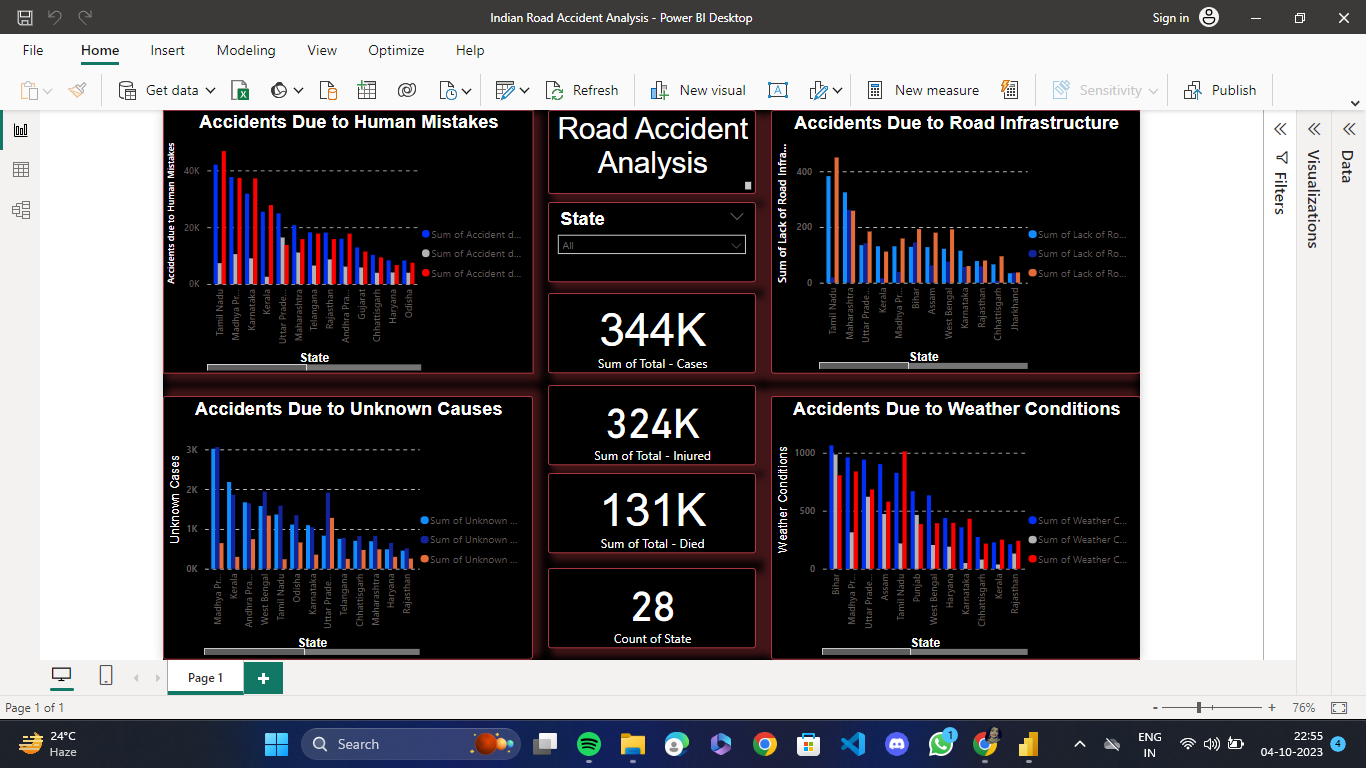 Indian Road Accident Analysis - Power BI Desktop
Sign in
File Home Insert Modeling View Optimize Help
Get data
Refresh
New visual
New measure
Sensitivity
Publish
Accidents Due to Human Mistakes
Accidents due to Human Mistakes
40K
20K
0K
Sum of Accident d...
Sum of Accident d...
Sum of Accident d...
Tamil Nadu
Madhya Pr...
Karnataka
Kerala
Uttar Prade...
Maharashtra
Telangana
Rajasthan
Andhra Pra...
Gujarat
Chhattisgarh
Haryana
Odisha
State
Road Accident
Analysis
State
All
344K
Sum of Total - Cases
324K
Sum of Total - Injured
131K
Sum of Total - Died
28
Count of State
Accidents Due to Road Infrastructure
Sum of Lack of Road Infra...
400
200
0
Sum of Lack of Ro...
Sum of Lack of Ro...
Sum of Lack of Ro...
Tamil Nadu
Maharashtra
Uttar Prade...
Kerala
Madhya Pr...
Bihar
Assam
West Bengal
Karnataka
Rajasthan
Chhattisgarh
Jharkhand
State
Accidents Due to Unknown Causes
Unknown Cases
3K
2K
1K
0K
Sum of Unknown ...
Sum of Unknown ...
Sum of Unknown ...
Madhya Pr...
Kerala
Andhra Pra...
West Bengal
Tamil Nadu
Odisha
Karnataka
Uttar Prade...
Telangana
Chhattisgarh
Maharashtra
Haryana
Rajasthan
State
Accidents Due to Weather Conditions
Weather Conditions
1000
500
0
Sum of Weather C...
Sum of Weather C...
Sum of Weather C...
Bihar
Madhya Pr...
Uttar Prade...
Assam
Tamil Nadu
Punjab
West Bengal
Haryana
Karnataka
Chhattisgarh
Kerala
Rajasthan
State
Filters
Visualizations
Data
Page 1
Page 1 of 1
76%
24°C
Haze
Search
1
ENG
IN
22:55
04-10-2023
4